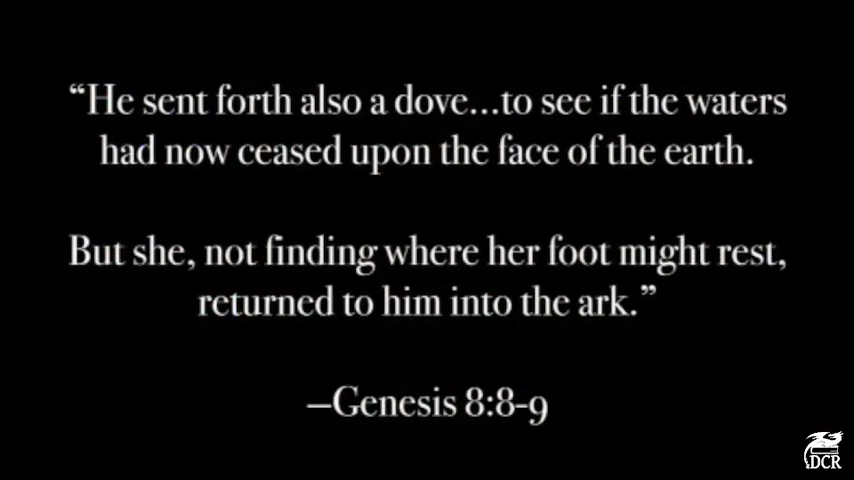 “He sent forth also a dove...to see if the waters
had now ceased upon the face of the earth.
But she, not finding where her foot might rest,
returned to him into the ark.”
–Genesis 8:8-9
DCR